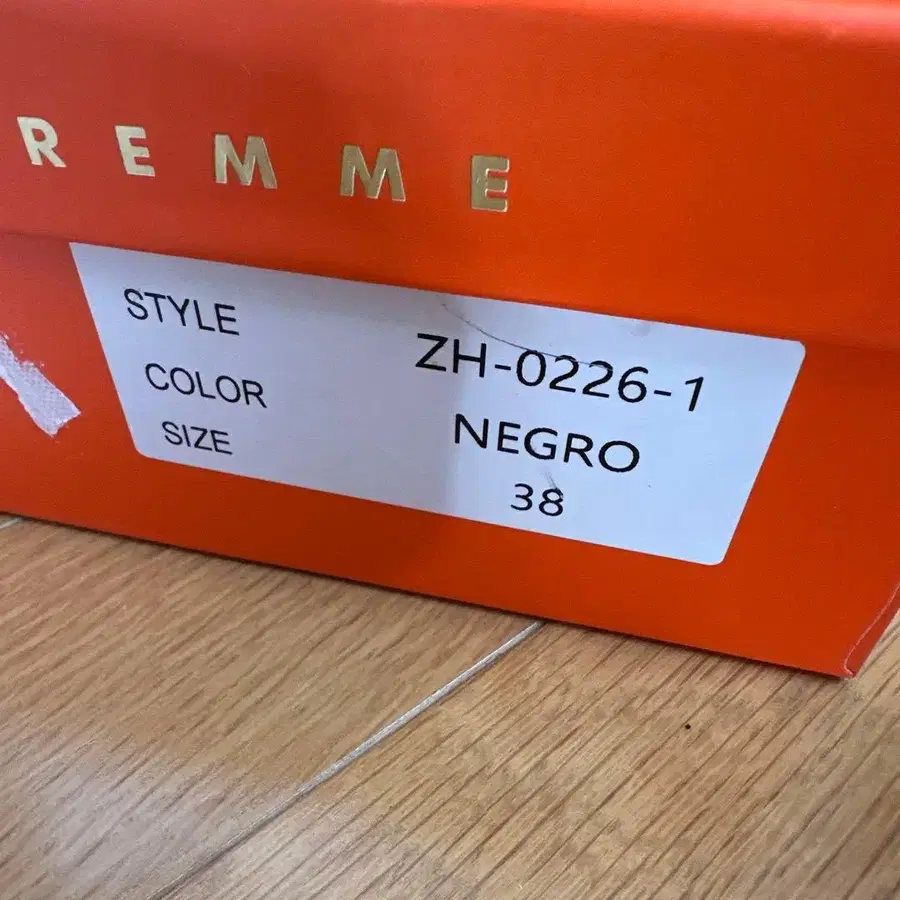 REMME
STYLE ZH-0226-1
COLOR NEGRO
SIZE 38